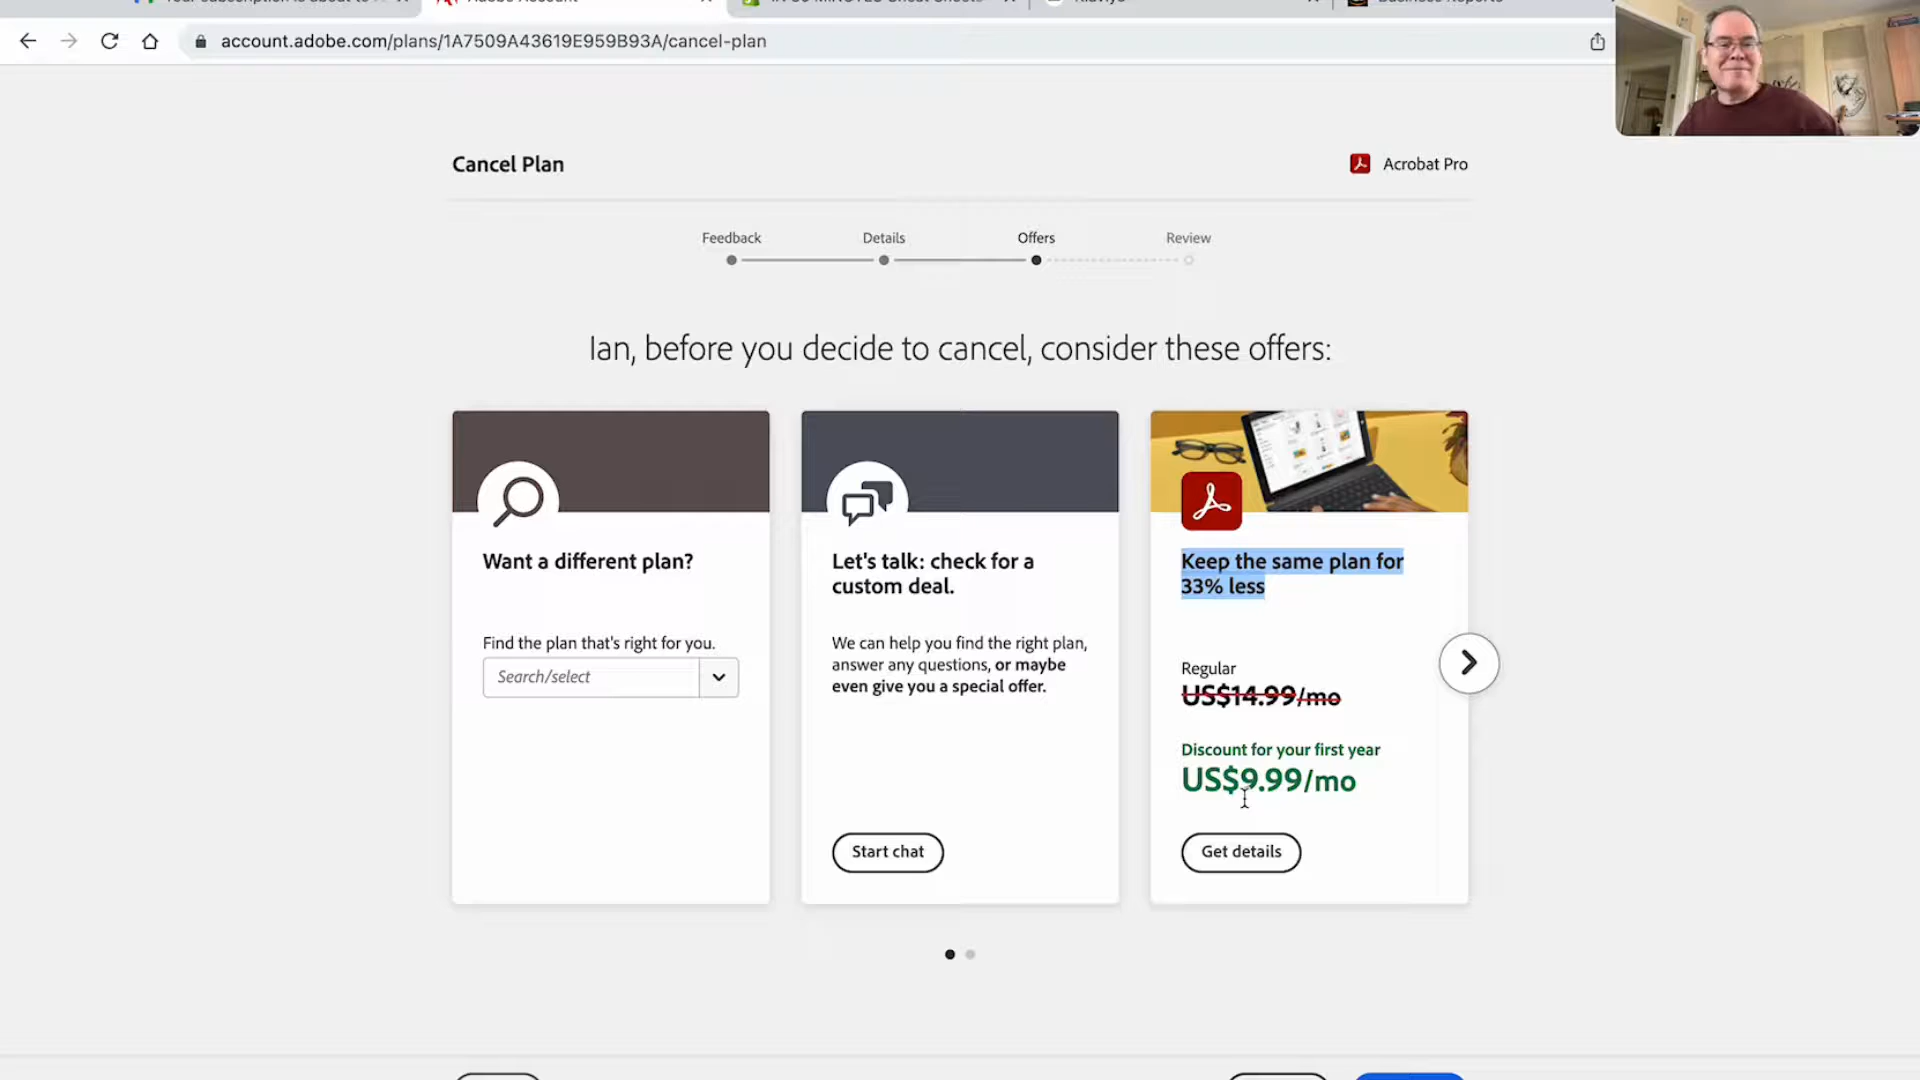 Adobe Account
account.adobe.com/plans/1A7509A43619E959B93A/cancel-plan
Cancel Plan
Acrobat Pro
Feedback
Details
Offers
Review
Ian, before you decide to cancel, consider these offers:
Want a different plan?
Find the plan that's right for you.
Search/select
Let's talk: check for a
custom deal.
We can help you find the right plan,
answer any questions, or maybe
even give you a special offer.
Start chat
Keep the same plan for
33% less
Regular
US$14.99/mo
Discount for your first year
US$9.99/mo
Get details